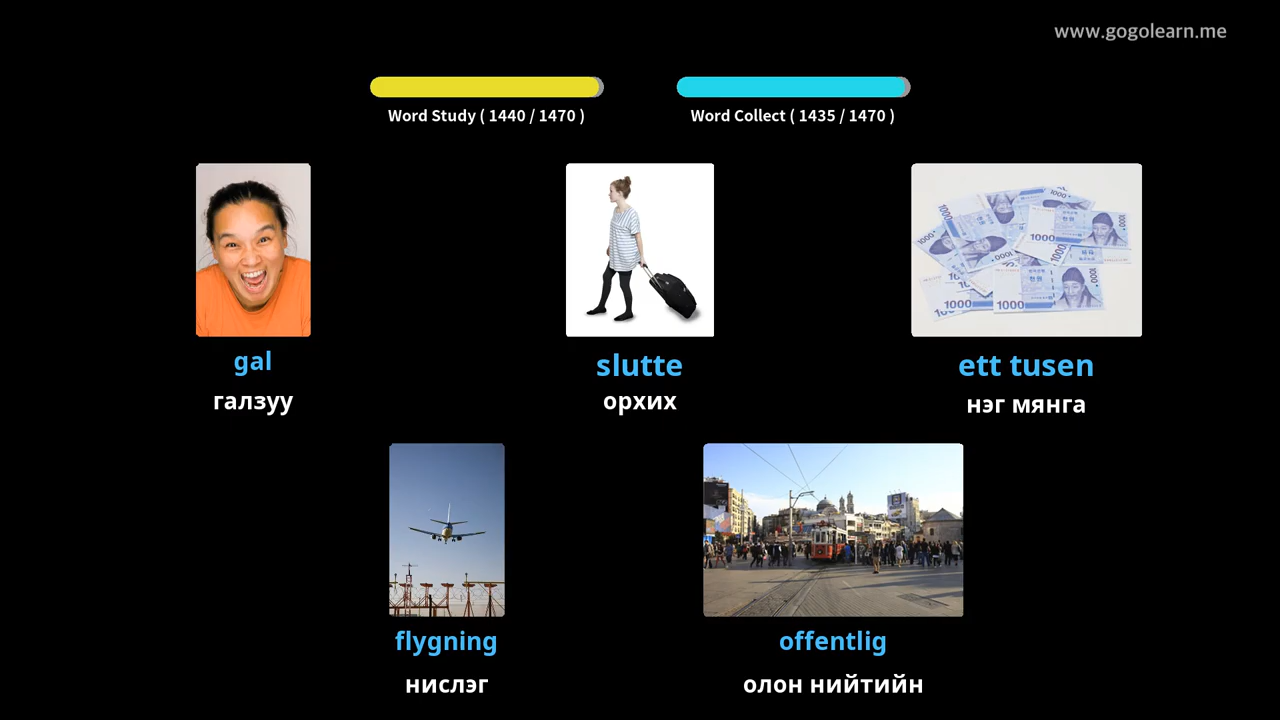 www.gogolearn.me
Word Study ( 1440 / 1470 )
Word Collect ( 1435 / 1470 )
gal
галзуу
slutte
орхих
ett tusen
нэг мянга
flygning
нислэг
offentlig
олон нийтийн